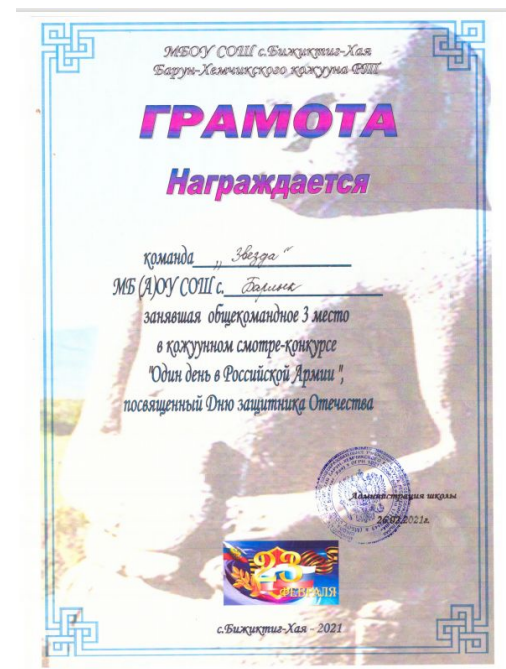 МБОУ СОШ с.Бижиктиг-Хая
Барун-Хемчикского кожууна РТ
ГРАМОТА
Награждается
команда „Звезда“
МБ (А)ОУ СОШ с. Барлык
занявшая общекомандное 3 место
в кожуунном смотре-конкурсе
"Один день в Российской Армии ",
посвященный Дню защитника Отечества
Администрация школы
26.02.2021г.
23
ФЕВРАЛЯ
с.Бижиктиг-Хая - 2021